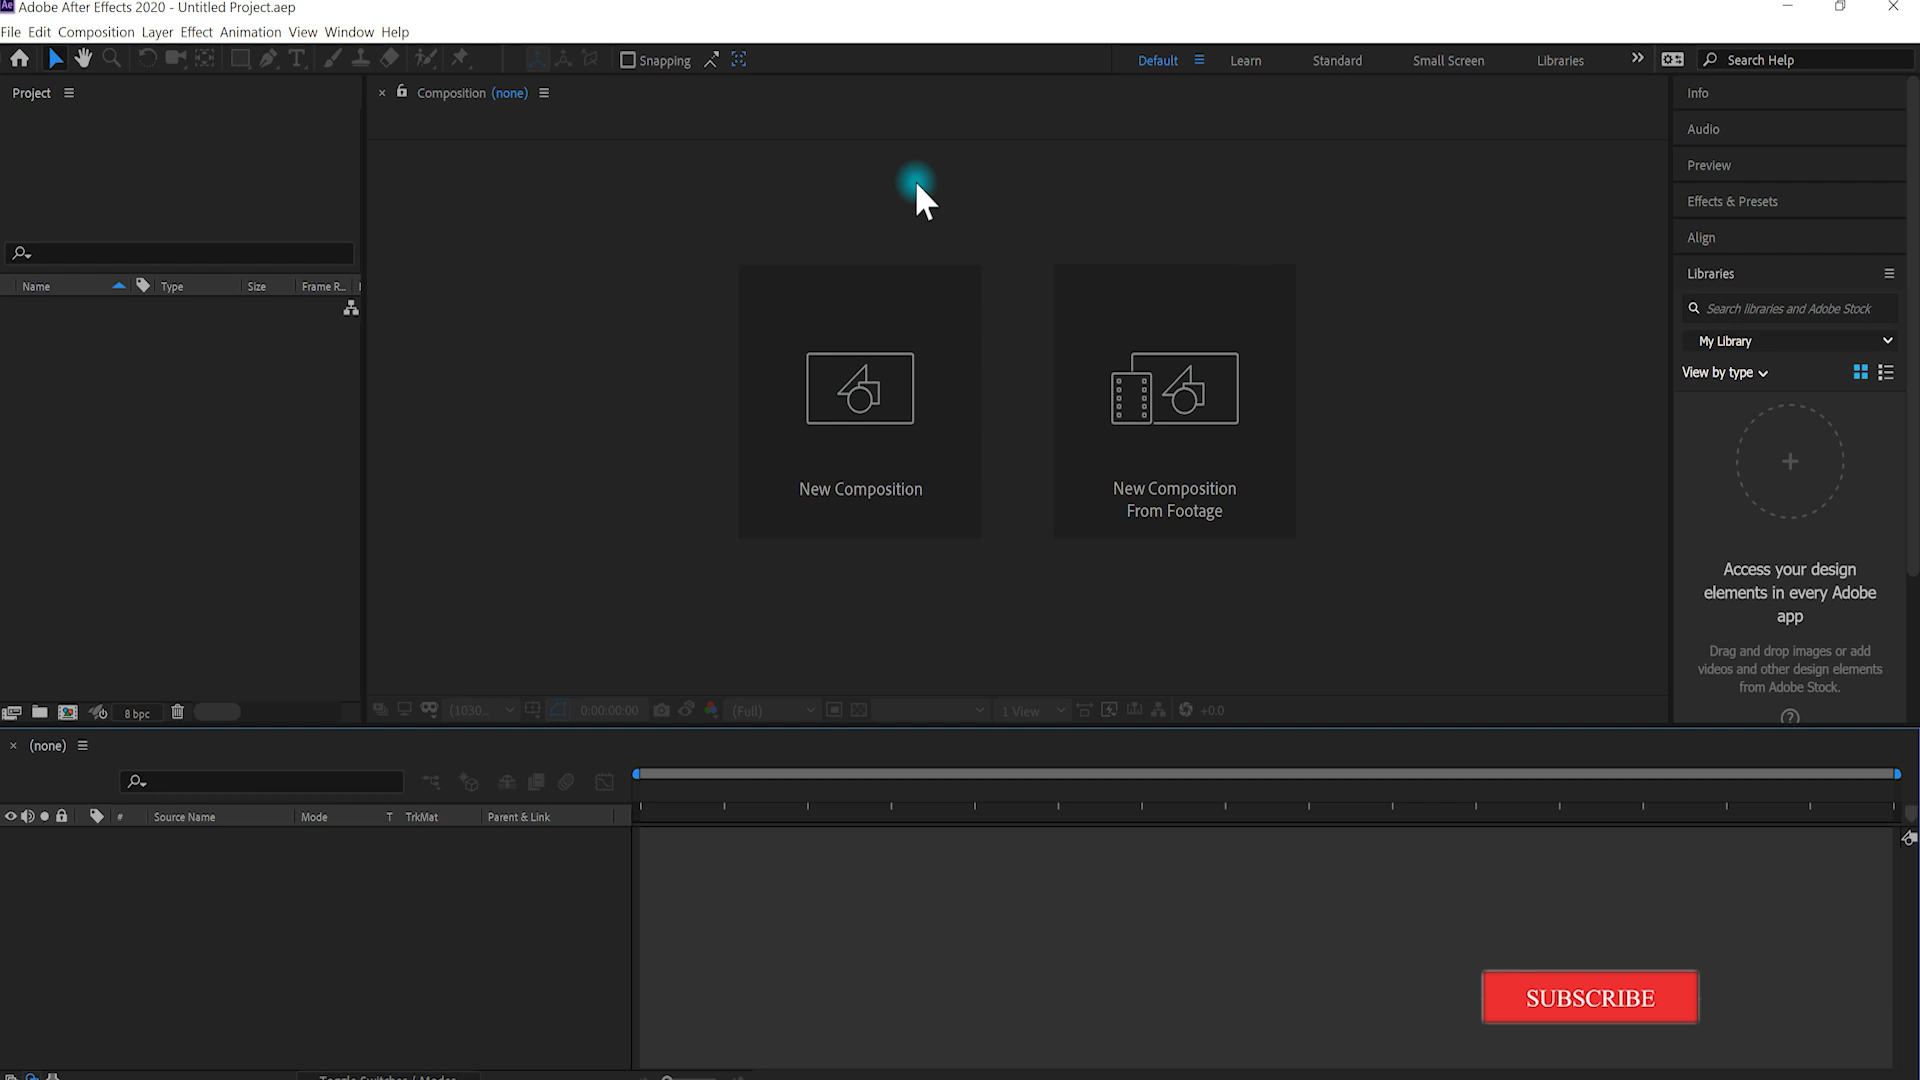 Ae Adobe After Effects 2020 - Untitled Project.aep
File Edit Composition Layer Effect Animation View Window Help
Snapping
Default
Learn
Standard
Small Screen
Libraries
Search Help
Project
Composition (none)
Info
Audio
Preview
Effects & Presets
Align
Libraries
Search libraries and Adobe Stock
My Library
View by type
Name
Type
Size
Frame R...
New Composition
New Composition
From Footage
Access your design
elements in every Adobe
app
Drag and drop images or add
videos and other design elements
from Adobe Stock.
8 bpc
(1030...
0:00:00:00
(Full)
1 View
+0.0
(none)
#
Source Name
Mode
T TrkMat
Parent & Link
SUBSCRIBE
Toggle Switches / Modes